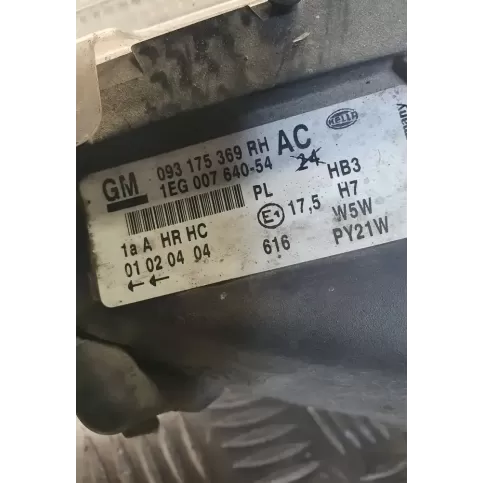 GM 093 175 369 RH AC HELLA
1EG 007 640-54 24 HB3
PL H7
E1 17,5 W5W
1a A HR HC 616 PY21W
01 02 04 04